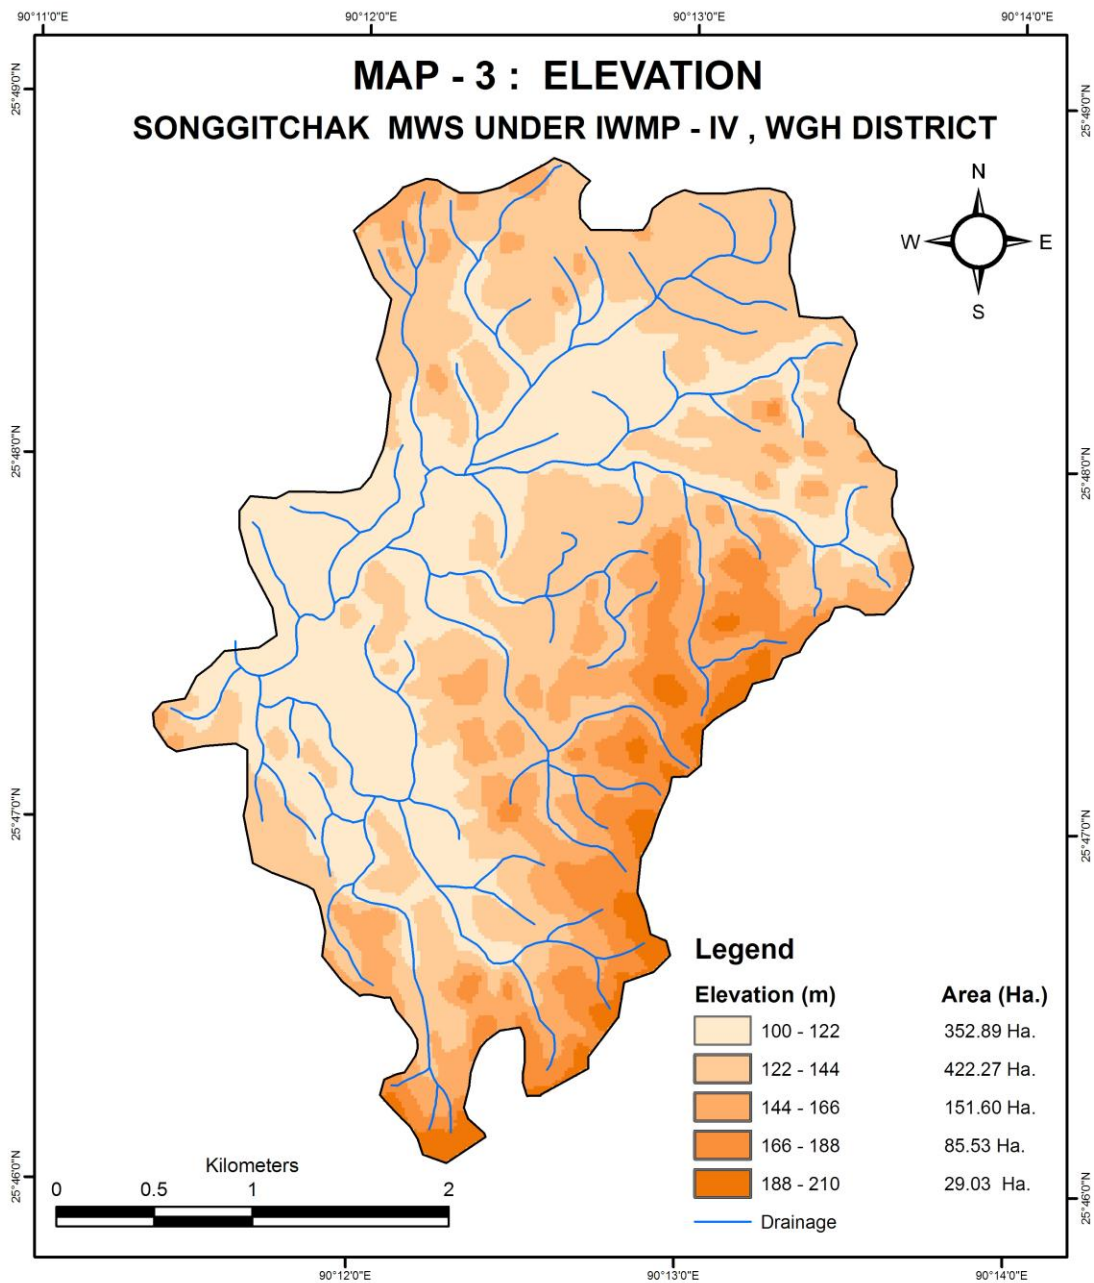 90°11'0"E 90°12'0"E 90°13'0"E 90°14'0"E
MAP - 3 : ELEVATION
SONGGITCHAK MWS UNDER IWMP - IV , WGH DISTRICT
25°49'0"N 25°49'0"N
N
W E
S
25°48'0"N 25°48'0"N
25°47'0"N 25°47'0"N
Legend
Elevation (m) Area (Ha.)
100 - 122 352.89 Ha.
122 - 144 422.27 Ha.
144 - 166 151.60 Ha.
166 - 188 85.53 Ha.
188 - 210 29.03 Ha.
Drainage
Kilometers
0 0.5 1 2
25°46'0"N 25°46'0"N
90°12'0"E 90°13'0"E 90°14'0"E